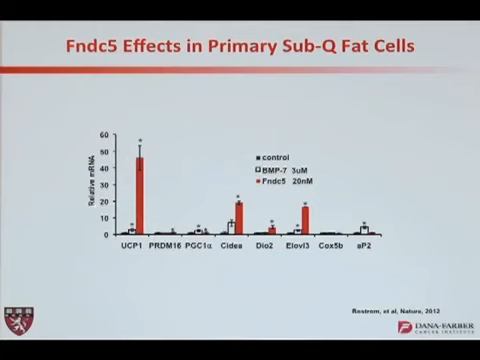 Fndc5 Effects in Primary Sub-Q Fat Cells
60
50
40
30
20
10
0
Relative mRNA
control
BMP-7 3uM
Fndc5 20nM
UCP1 PRDM16 PGC1α Cidea Dio2 Elovl3 Cox5b aP2
Bostrom, et al, Nature, 2012
DANA-FARBER
CANCER INSTITUTE